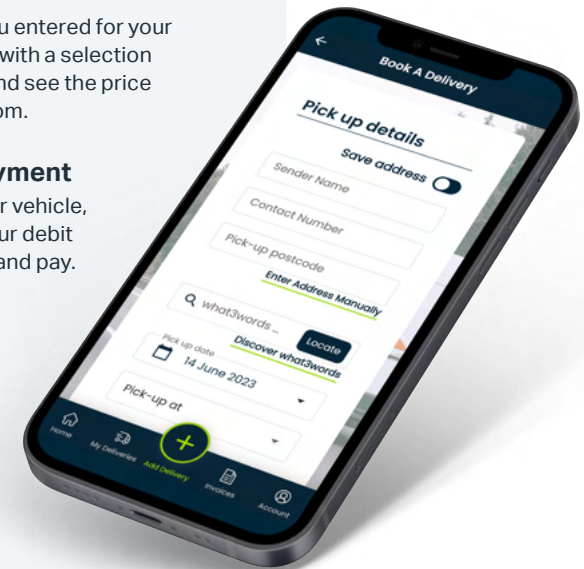 u entered for your
with a selection
nd see the price
om.
yment
r vehicle,
ur debit
and pay.
Book A Delivery
Pick up details
Save address
Sender Name
Contact Number
Pick-up postcode
Enter Address Manually
what3words ...
Locate
Discover what3words
Pick up date
14 June 2023
Pick-up at
Home
My Deliveries
Add Delivery
Invoices
Account